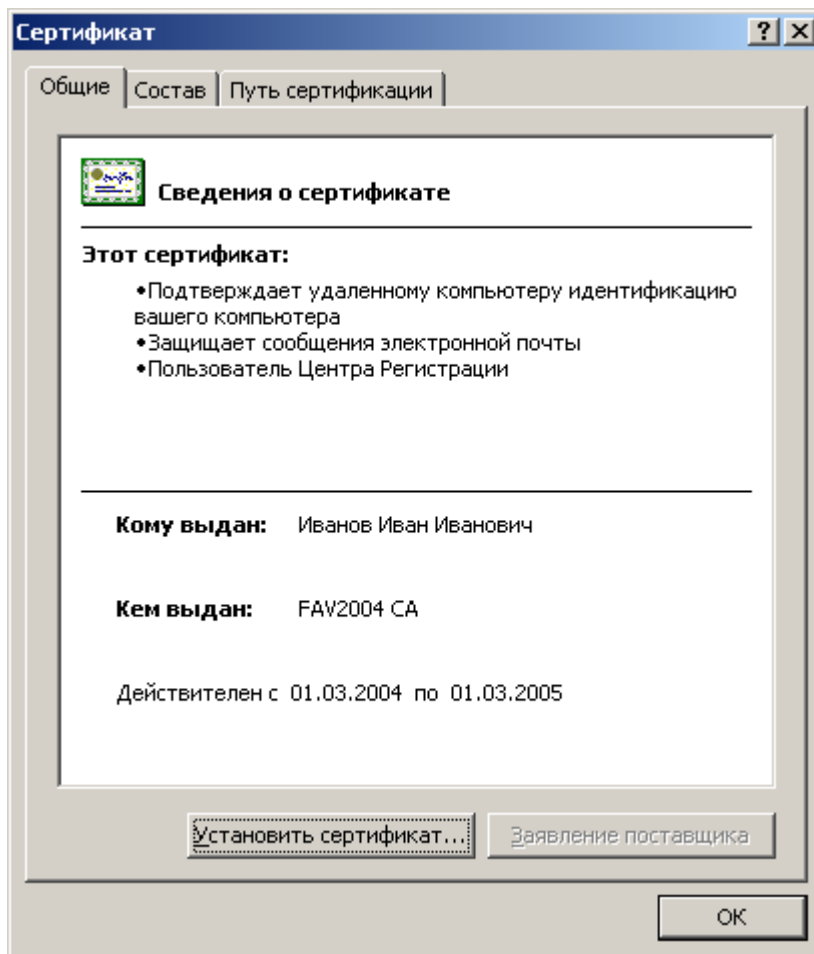 Сертификат
Общие
Состав
Путь сертификации
Сведения о сертификате
Этот сертификат:
•Подтверждает удаленному компьютеру идентификацию
вашего компьютера
•Защищает сообщения электронной почты
•Пользователь Центра Регистрации
Кому выдан: Иванов Иван Иванович
Кем выдан: FAV2004 CA
Действителен с 01.03.2004 по 01.03.2005
Установить сертификат...
Заявление поставщика
ОК